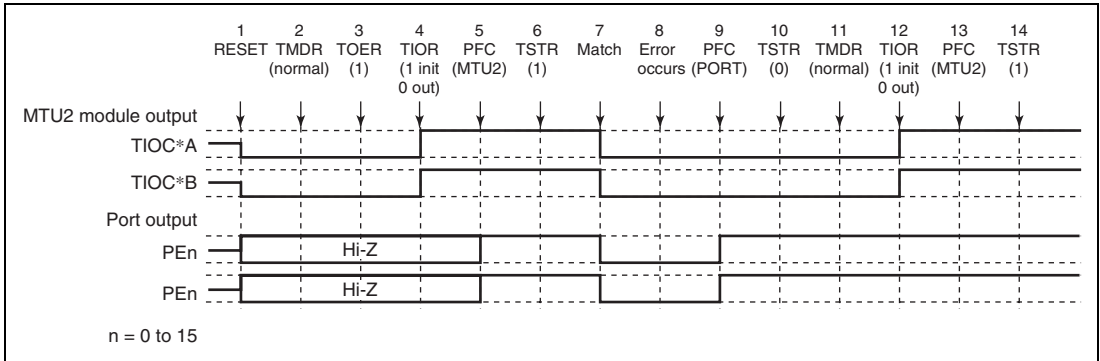 1 2 3 4 5 6 7 8 9 10 11 12 13 14
RESET TMDR TOER TIOR PFC TSTR Match Error PFC TSTR TMDR TIOR PFC TSTR
(normal) (1) (1 init (MTU2) (1) occurs (PORT) (0) (normal) (1 init (MTU2) (1)
0 out) 0 out)
MTU2 module output
TIOC*A
TIOC*B
Port output
PEn Hi-Z
PEn Hi-Z
n = 0 to 15